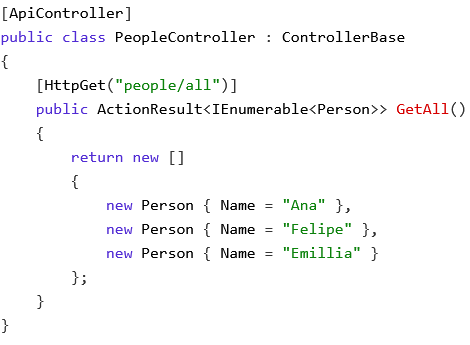 [ApiController]
public class PeopleController : ControllerBase
{
    [HttpGet("people/all")]
    public ActionResult<IEnumerable<Person>> GetAll()
    {
        return new []
        {
            new Person { Name = "Ana" },
            new Person { Name = "Felipe" },
            new Person { Name = "Emillia" }
        };
    }
}